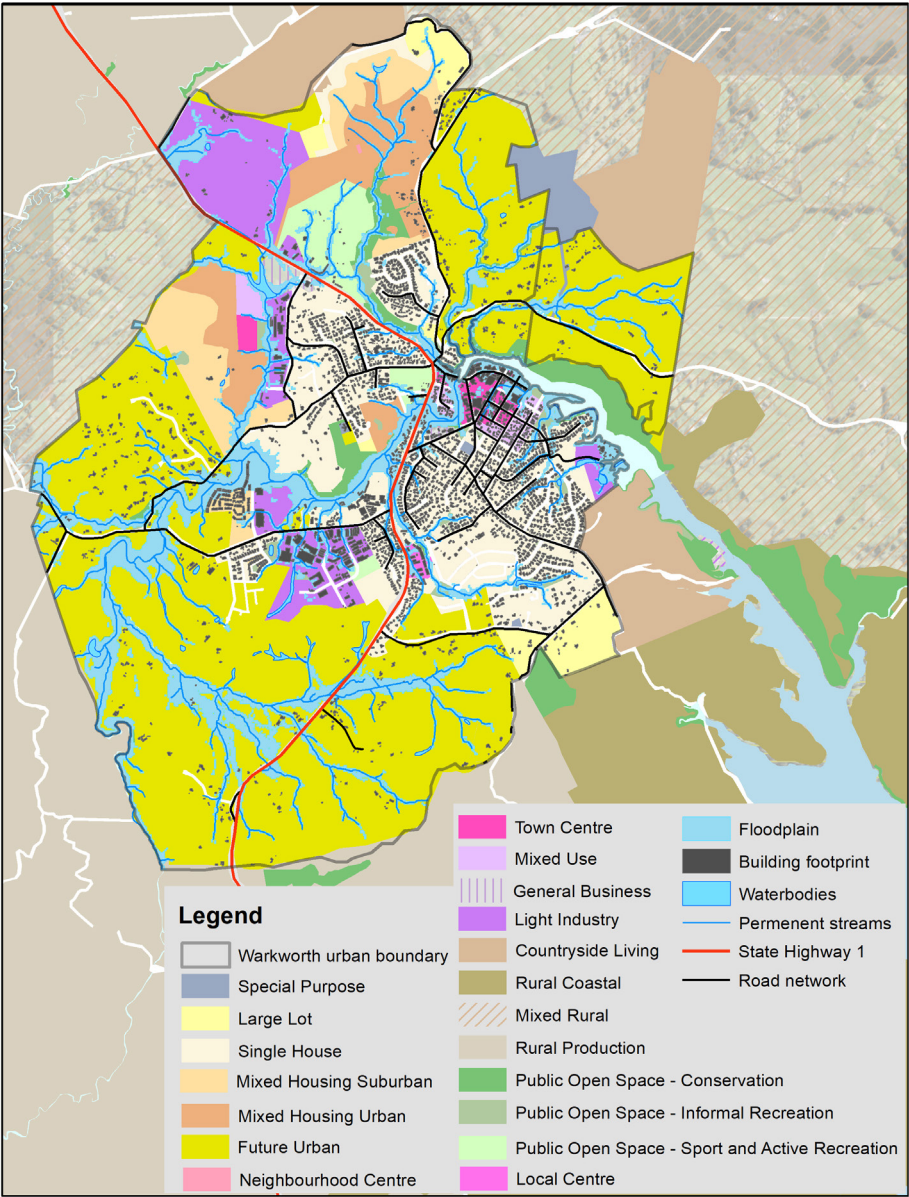 Legend
Warkworth urban boundary
Special Purpose
Large Lot
Single House
Mixed Housing Suburban
Mixed Housing Urban
Future Urban
Neighbourhood Centre
Town Centre
Mixed Use
General Business
Light Industry
Countryside Living
Rural Coastal
Mixed Rural
Rural Production
Public Open Space - Conservation
Public Open Space - Informal Recreation
Public Open Space - Sport and Active Recreation
Local Centre
Floodplain
Building footprint
Waterbodies
Permenent streams
State Highway 1
Road network